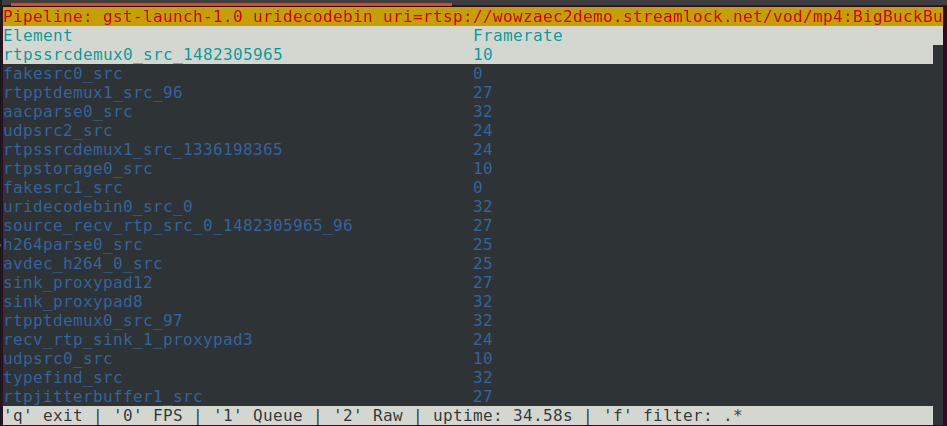 Pipeline: gst-launch-1.0 uridecodebin uri=rtsp://wowzaec2demo.streamlock.net/vod/mp4:BigBuckBu
Element Framerate
rtpssrcdemux0_src_1482305965 10
fakesrc0_src 0
rtpptdemux1_src_96 27
aacparse0_src 32
udpsrc2_src 24
rtpssrcdemux1_src_1336198365 24
rtpstorage0_src 10
fakesrc1_src 0
uridecodebin0_src_0 32
source_recv_rtp_src_0_1482305965_96 27
h264parse0_src 25
avdec_h264_0_src 25
sink_proxypad12 27
sink_proxypad8 32
rtpptdemux0_src_97 32
recv_rtp_sink_1_proxypad3 24
udpsrc0_src 10
typefind_src 32
rtpjitterbuffer1_src 27
'q' exit | '0' FPS | '1' Queue | '2' Raw | uptime: 34.58s | 'f' filter: .*